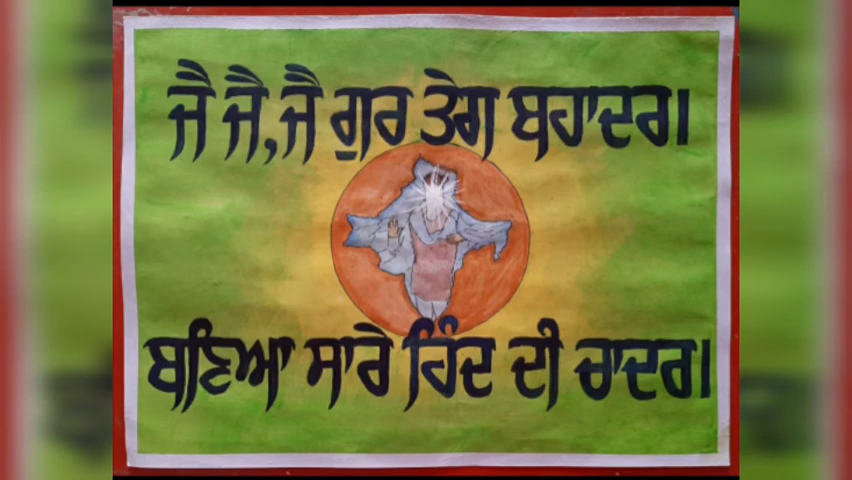 ਜੈ ਜੈ, ਜੈ ਗੁਰ ਤੇਗ ਬਹਾਦਰ।
ਬਣਿਆ ਸਾਰੇ ਹਿੰਦ ਦੀ ਚਾਦਰ।